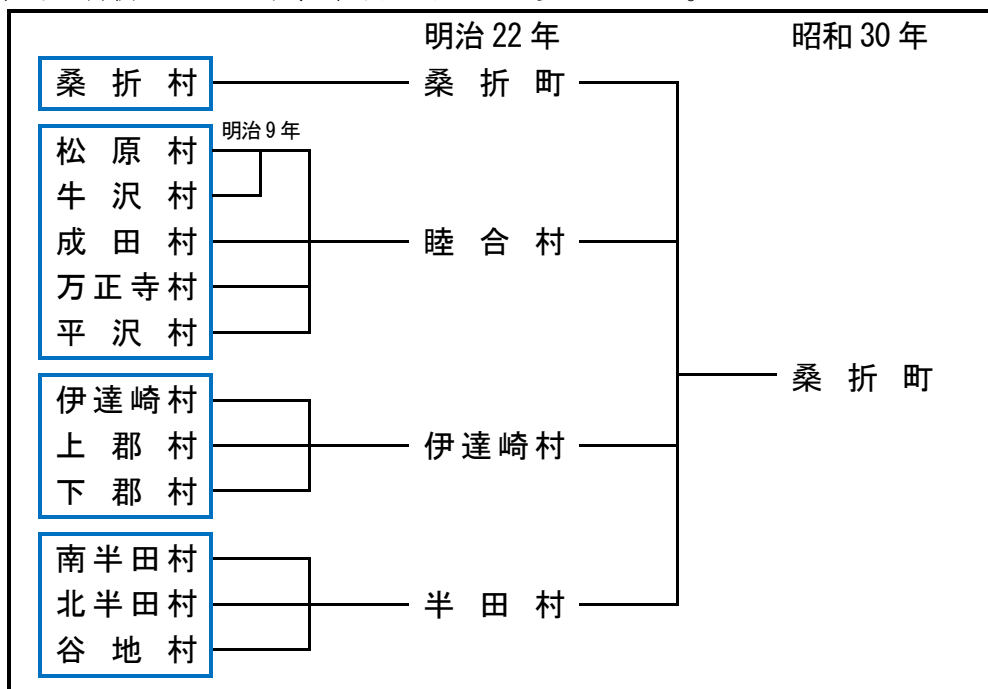 明治22年
昭和30年
桑折村
桑折町
明治9年
松原村
牛沢村
成田村
睦合村
万正寺村
平沢村
桑折町
伊達崎村
上郡村
伊達崎村
下郡村
南半田村
北半田村
半田村
谷地村